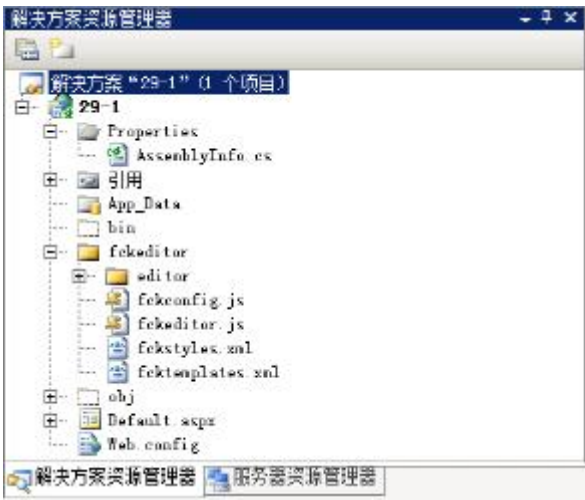 解决方案资源管理器
解决方案“29-1”(1 个项目)
29-1
Properties
AssemblyInfo.cs
引用
App_Data
bin
fckeditor
editor
fckconfig.js
fckeditor.js
fckstyles.xml
fcktemplates.xml
obj
Default.aspx
Web.config
解决方案资源管理器 服务器资源管理器